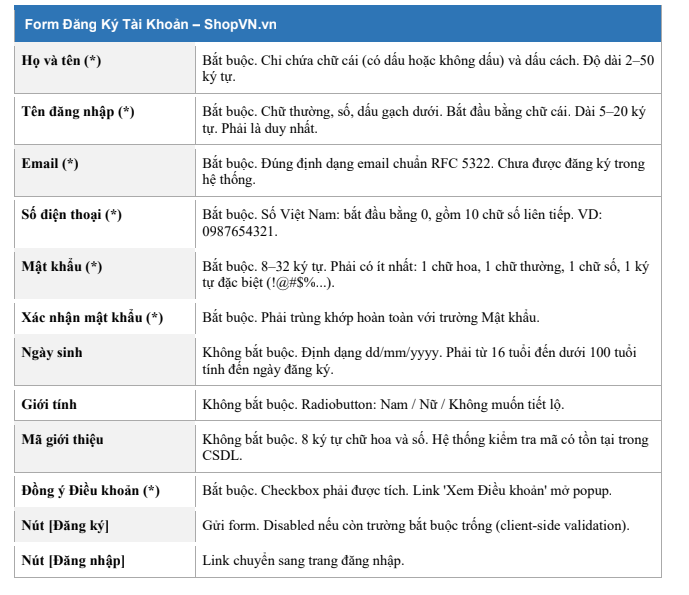 Form Đăng Ký Tài Khoản – ShopVN.vn
Họ và tên (*)
Bắt buộc. Chỉ chứa chữ cái (có dấu hoặc không dấu) và dấu cách. Độ dài 2–50
ký tự.
Tên đăng nhập (*)
Bắt buộc. Chữ thường, số, dấu gạch dưới. Bắt đầu bằng chữ cái. Dài 5–20 ký
tự. Phải là duy nhất.
Email (*)
Bắt buộc. Đúng định dạng email chuẩn RFC 5322. Chưa được đăng ký trong
hệ thống.
Số điện thoại (*)
Bắt buộc. Số Việt Nam: bắt đầu bằng 0, gồm 10 chữ số liên tiếp. VD:
0987654321.
Mật khẩu (*)
Bắt buộc. 8–32 ký tự. Phải có ít nhất: 1 chữ hoa, 1 chữ thường, 1 chữ số, 1 ký
tự đặc biệt (!@#$%...).
Xác nhận mật khẩu (*)
Bắt buộc. Phải trùng khớp hoàn toàn với trường Mật khẩu.
Ngày sinh
Không bắt buộc. Định dạng dd/mm/yyyy. Phải từ 16 tuổi đến dưới 100 tuổi
tính đến ngày đăng ký.
Giới tính
Không bắt buộc. Radiobutton: Nam / Nữ / Không muốn tiết lộ.
Mã giới thiệu
Không bắt buộc. 8 ký tự chữ hoa và số. Hệ thống kiểm tra mã có tồn tại trong
CSDL.
Đồng ý Điều khoản (*)
Bắt buộc. Checkbox phải được tích. Link 'Xem Điều khoản' mở popup.
Nút [Đăng ký]
Gửi form. Disabled nếu còn trường bắt buộc trống (client-side validation).
Nút [Đăng nhập]
Link chuyển sang trang đăng nhập.